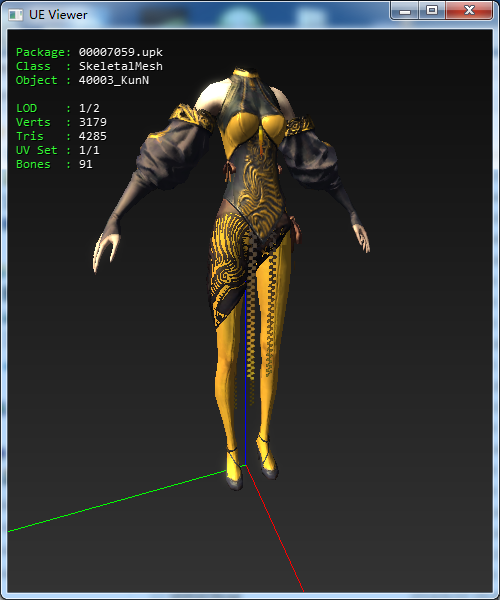 UE Viewer
Package: 00007059.upk
Class : SkeletalMesh
Object : 40003_KunN
LOD : 1/2
Verts : 3179
Tris : 4285
UV Set : 1/1
Bones : 91